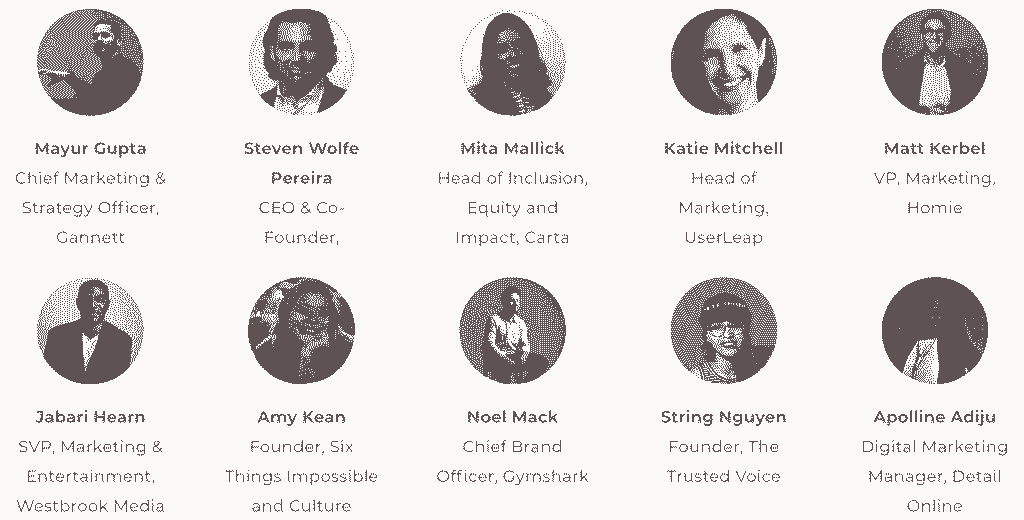 Mayur Gupta
Chief Marketing &
Strategy Officer,
Gannett
Steven Wolfe
Pereira
CEO & Co-
Founder,
Mita Mallick
Head of Inclusion,
Equity and
Impact, Carta
Katie Mitchell
Head of
Marketing,
UserLeap
Matt Kerbel
VP, Marketing,
Homie
Jabari Hearn
SVP, Marketing &
Entertainment,
Westbrook Media
Amy Kean
Founder, Six
Things Impossible
and Culture
Noel Mack
Chief Brand
Officer, Gymshark
String Nguyen
Founder, The
Trusted Voice
Apolline Adiju
Digital Marketing
Manager, Detail
Online